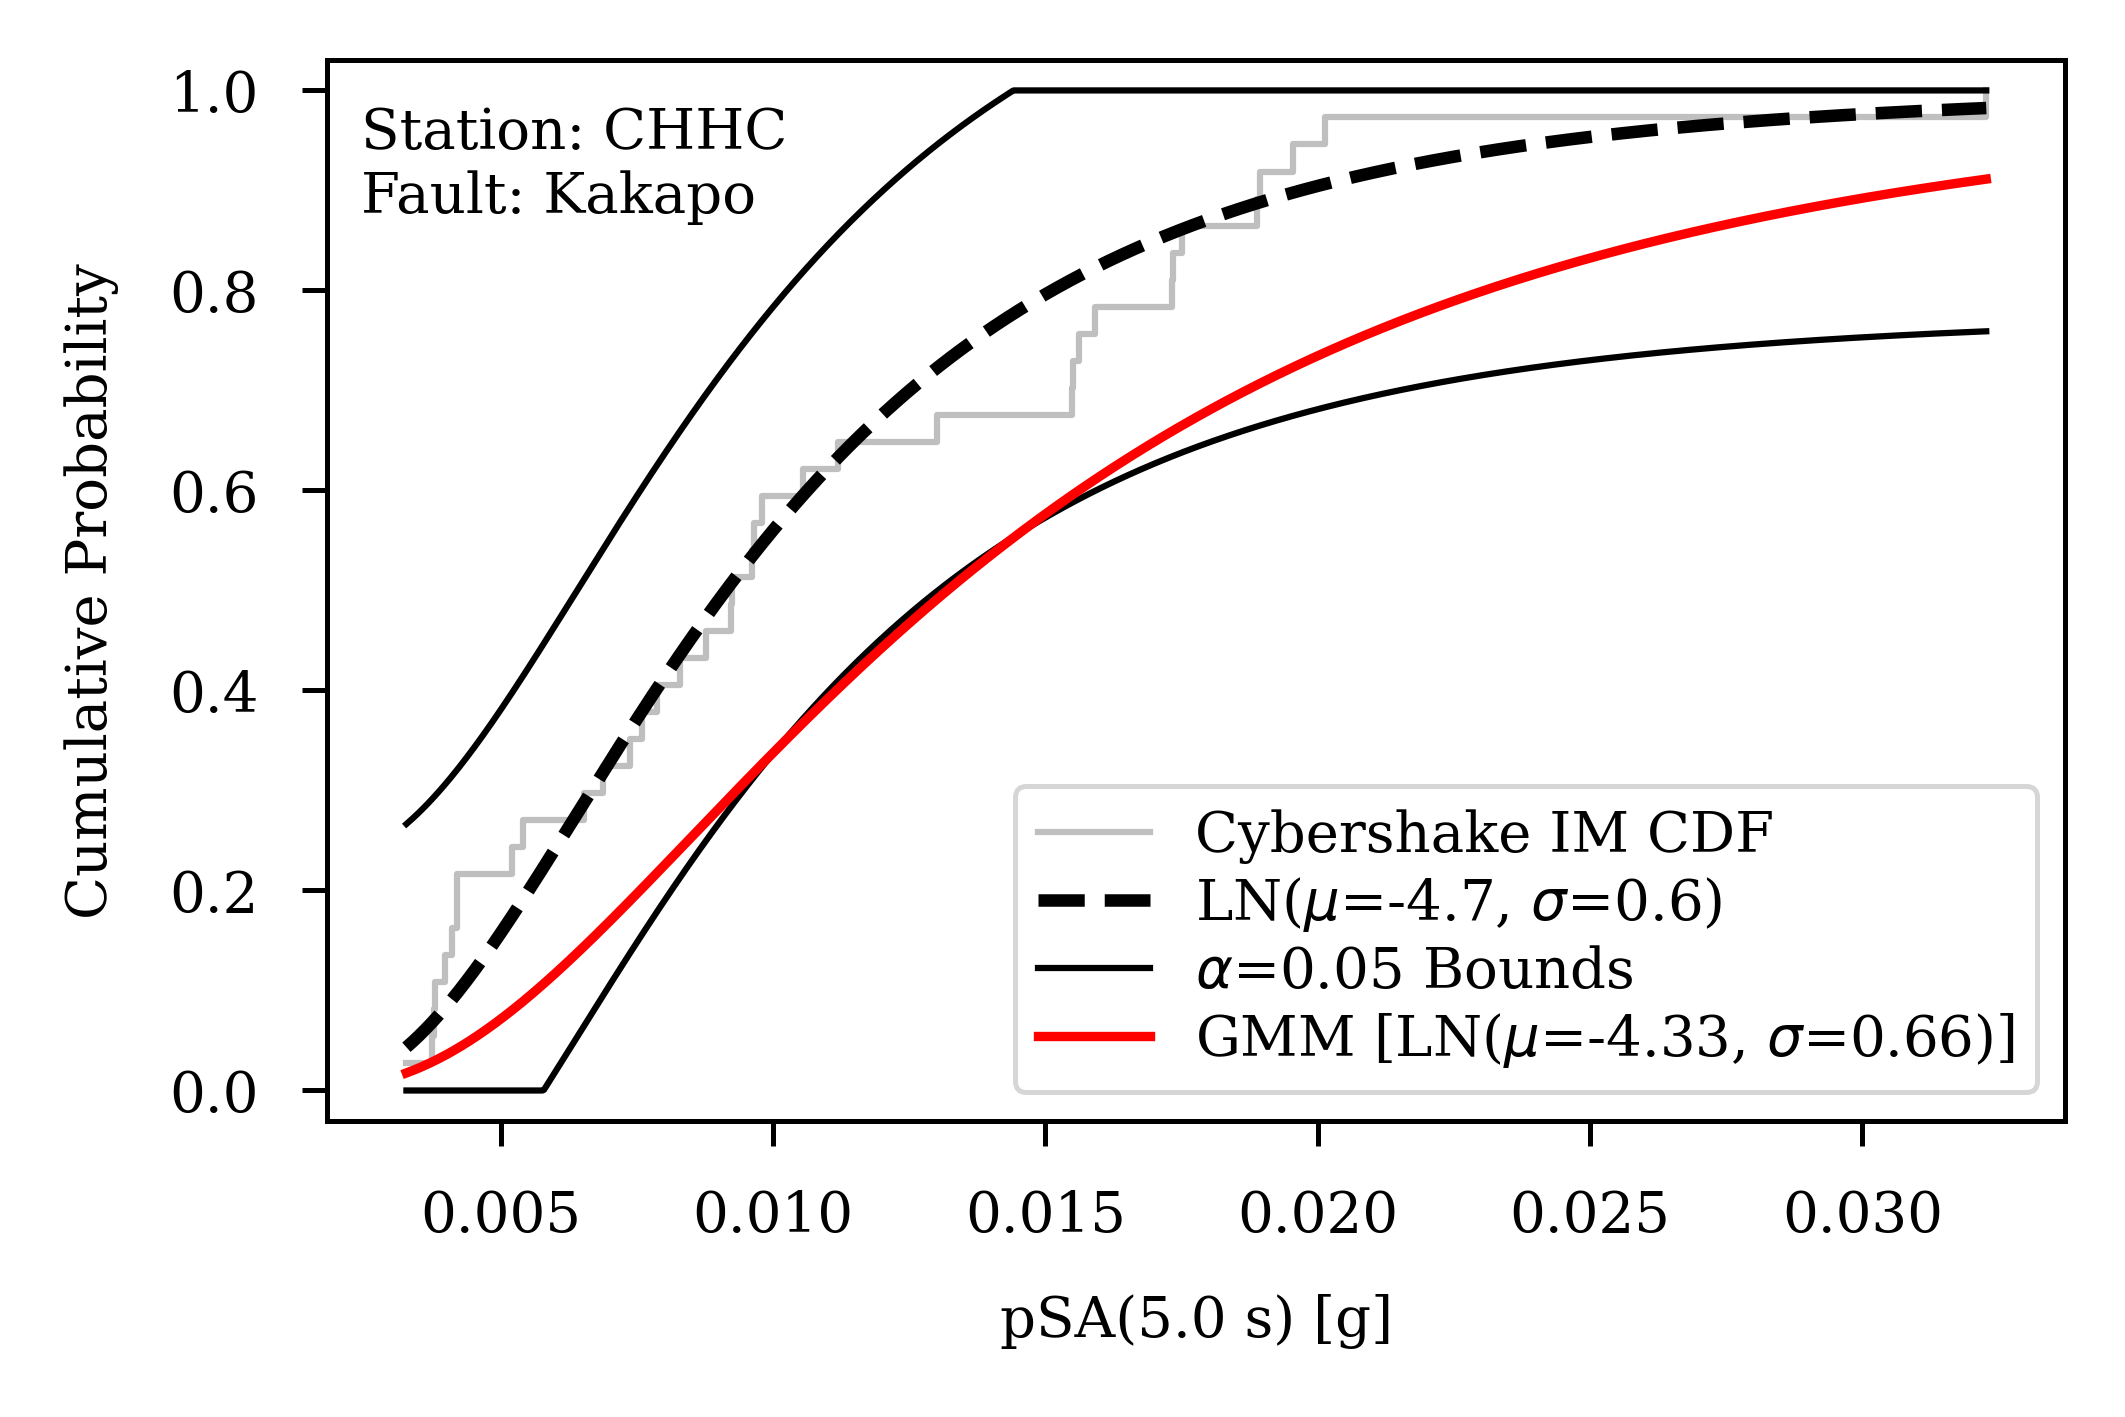 Station: CHHC
Fault: Kakapo
Cumulative Probability
1.0
0.8
0.6
0.4
0.2
0.0
Cybershake IM CDF
LN(μ=-4.7, σ=0.6)
α=0.05 Bounds
GMM [LN(μ=-4.33, σ=0.66)]
0.005 0.010 0.015 0.020 0.025 0.030
pSA(5.0 s) [g]